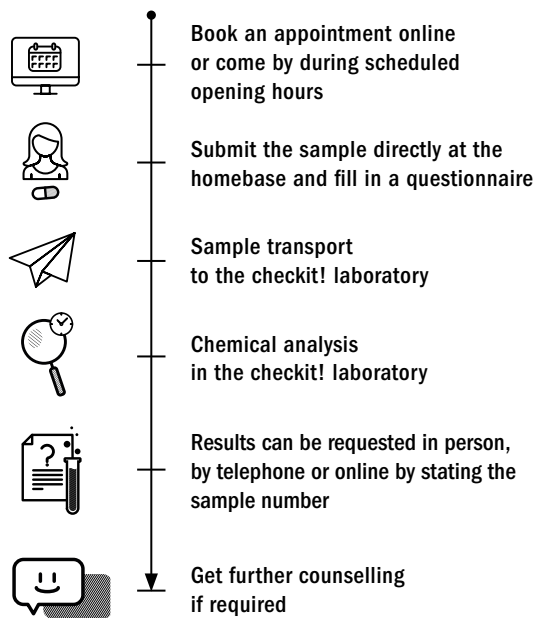 Book an appointment online
or come by during scheduled
opening hours
Submit the sample directly at the
homebase and fill in a questionnaire
Sample transport
to the checkit! laboratory
Chemical analysis
in the checkit! laboratory
?
Results can be requested in person,
by telephone or online by stating the
sample number
Get further counselling
if required